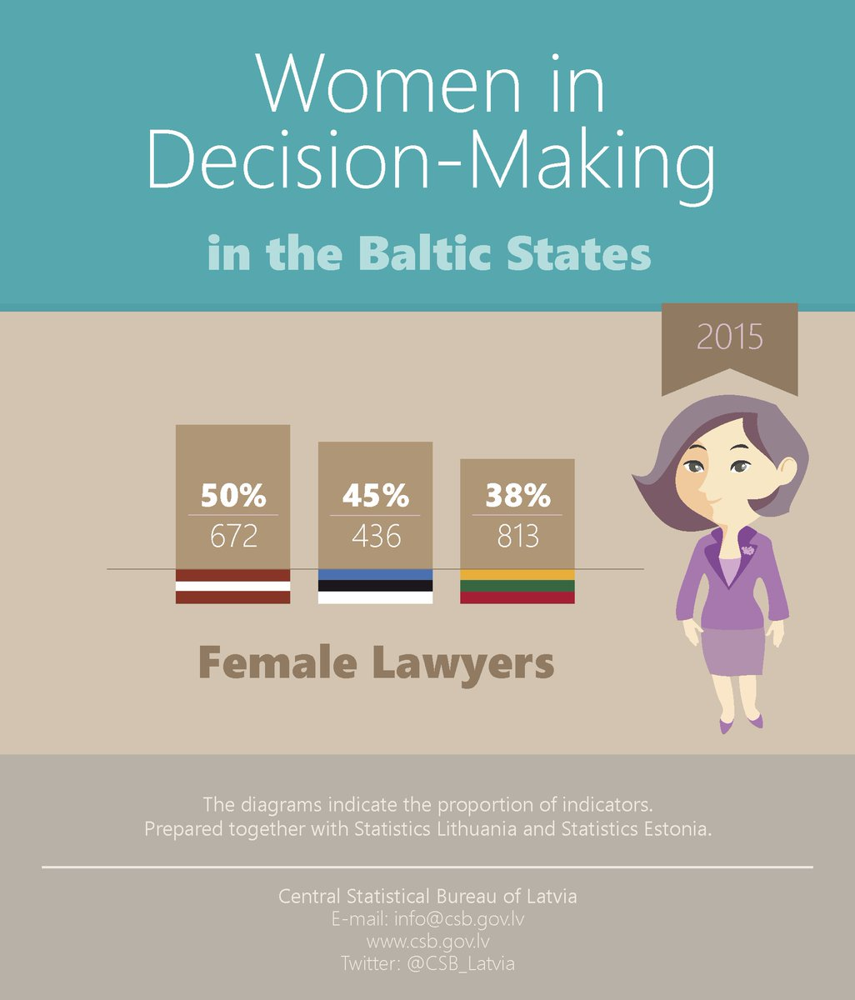 Women in
Decision-Making
in the Baltic States
2015
50%
672
45%
436
38%
813
Female Lawyers
The diagrams indicate the proportion of indicators.
Prepared together with Statistics Lithuania and Statistics Estonia.
Central Statistical Bureau of Latvia
E-mail: info@csb.gov.lv
www.csb.gov.lv
Twitter: @CSB_Latvia